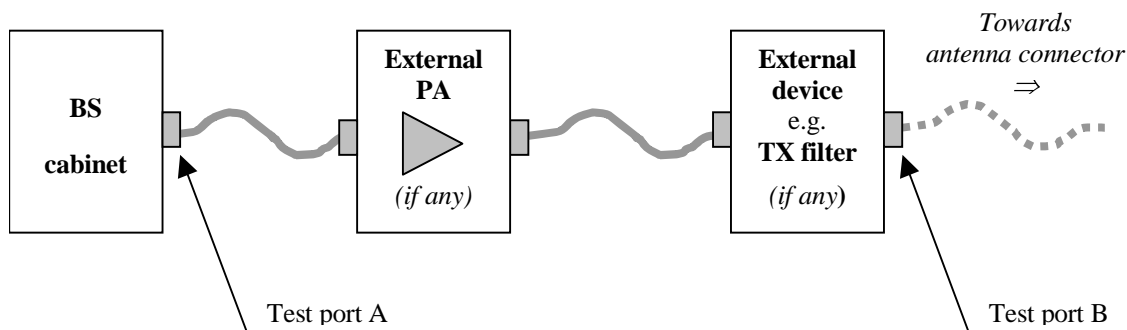 BS
cabinet
External
PA
(if any)
External
device
e.g.
TX filter
(if any)
Towards
antenna connector
⇒
Test port A
Test port B